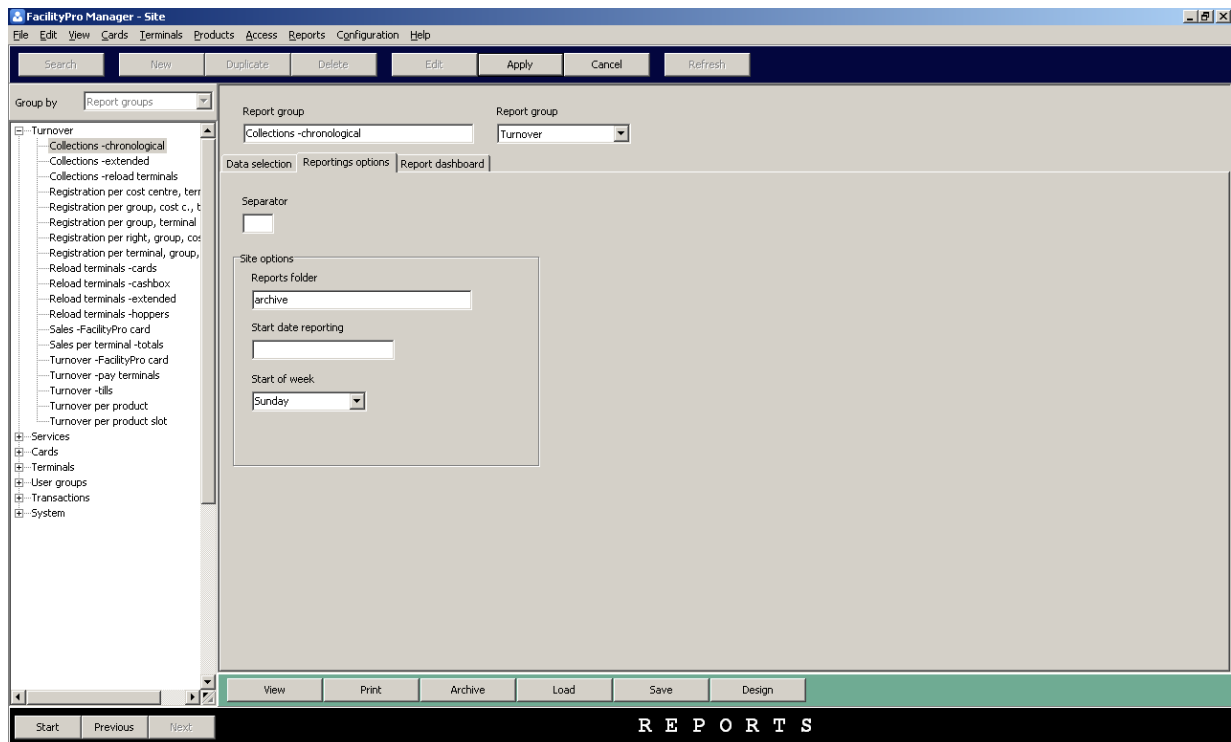 FacilityPro Manager - Site
File Edit View Cards Terminals Products Access Reports Configuration Help
Search New Duplicate Delete Edit Apply Cancel Refresh
Group by Report groups
Turnover
Collections -chronological
Collections -extended
Collections -reload terminals
Registration per cost centre, terr
Registration per group, cost c., t
Registration per group, terminal
Registration per right, group, co
Registration per terminal, group,
Reload terminals -cards
Reload terminals -cashbox
Reload terminals -extended
Reload terminals -hoppers
Sales -FacilityPro card
Sales per terminal -totals
Turnover -FacilityPro card
Turnover -pay terminals
Turnover -tills
Turnover per product
Turnover per product slot
Services
Cards
Terminals
User groups
Transactions
System
Report group Report group
Collections -chronological Turnover
Data selection Reportings options Report dashboard
Separator
Site options
Reports folder
archive
Start date reporting
Start of week
Sunday
View Print Archive Load Save Design
Start Previous Next REPORTS